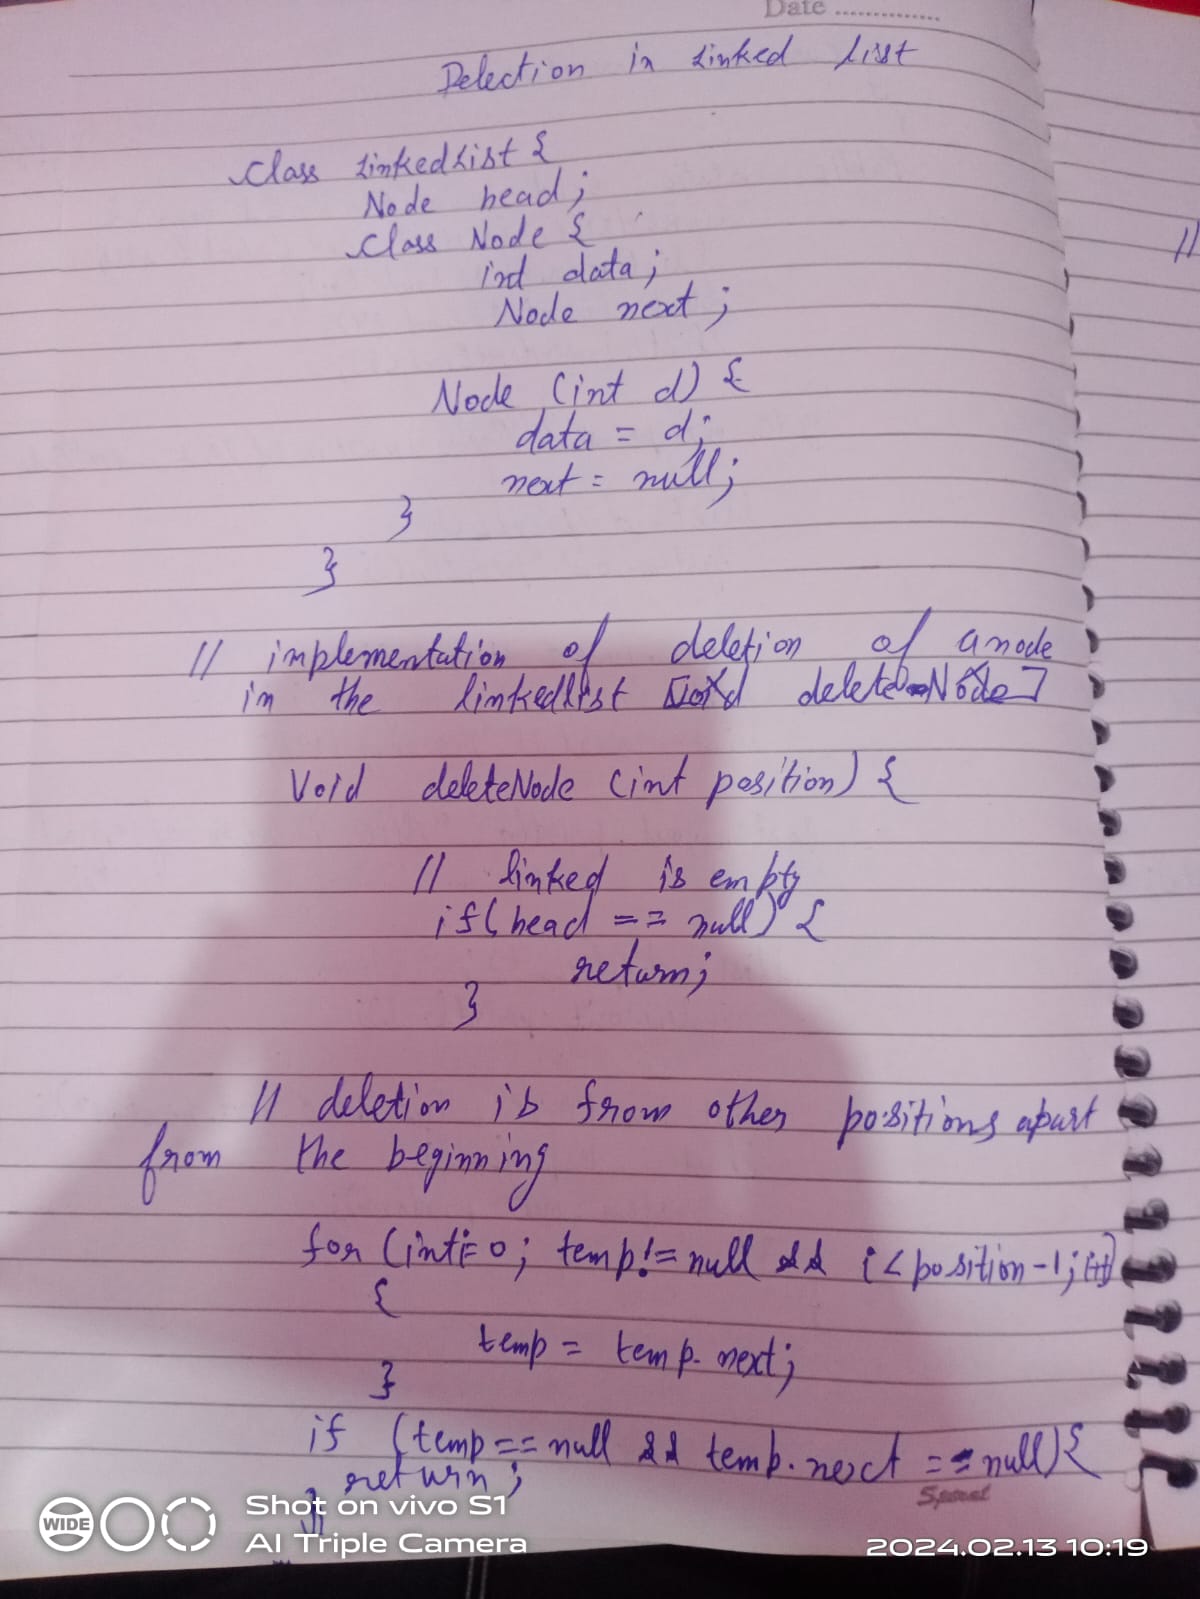 Date ..............
Delection in Linked List
Class LinkedList {
Node head;
Class Node {
int data;
Node next;
Node (int d) {
data = d;
next = null;
}
}
// implementation of deletion of a node
in the linkedlist [void deleteNode]
Void deleteNode (int position) {
// linked is empty
if(head == null) {
return;
}
// deletion is from other positions apart
from the beginning
for (int i=0; temp!=null && i<position-1; i++)
{
temp = temp.next;
}
if (temp==null && temp.next ==null){
return;
}
Shot on vivo S1
WIDE
AI Triple Camera
2024.02.13 10:19
//